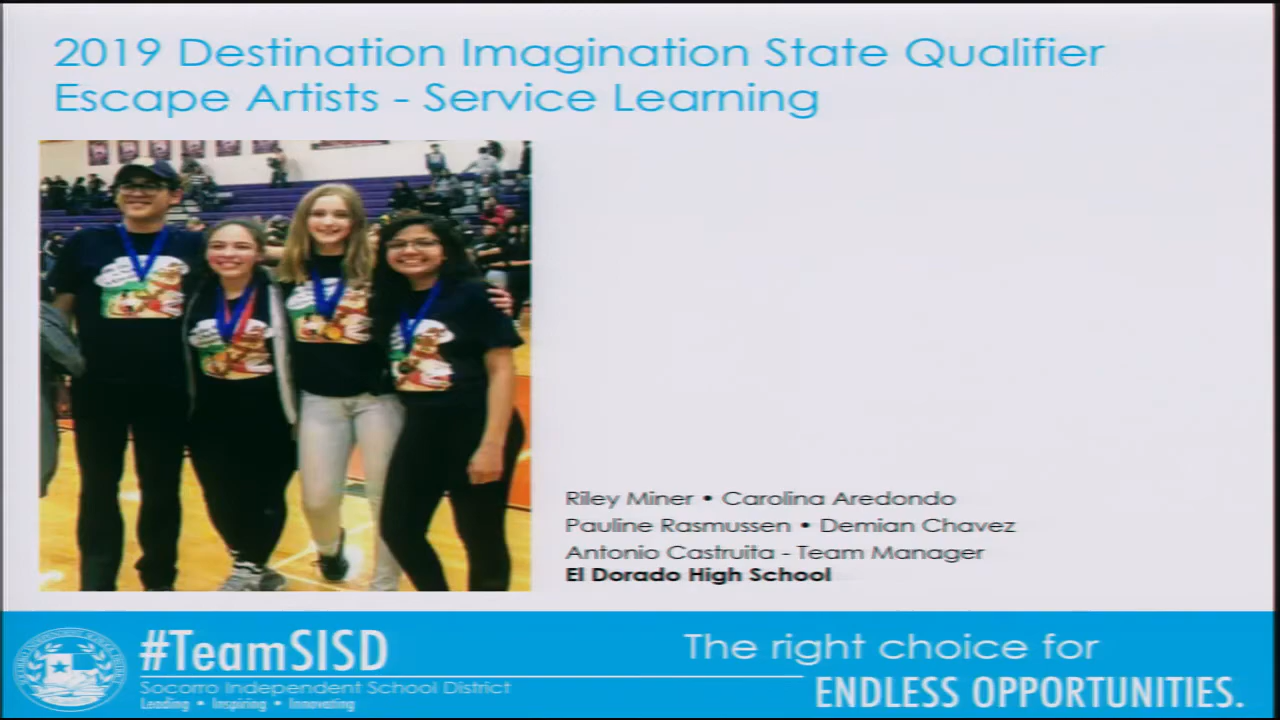 2019 Destination Imagination State Qualifier
Escape Artists - Service Learning
Riley Miner • Carolina Aredondo
Pauline Rasmussen • Demian Chavez
Antonio Castruita - Team Manager
El Dorado High School
#TeamSISD
Socorro Independent School District
Leading • Inspiring • Innovating
The right choice for
ENDLESS OPPORTUNITIES.